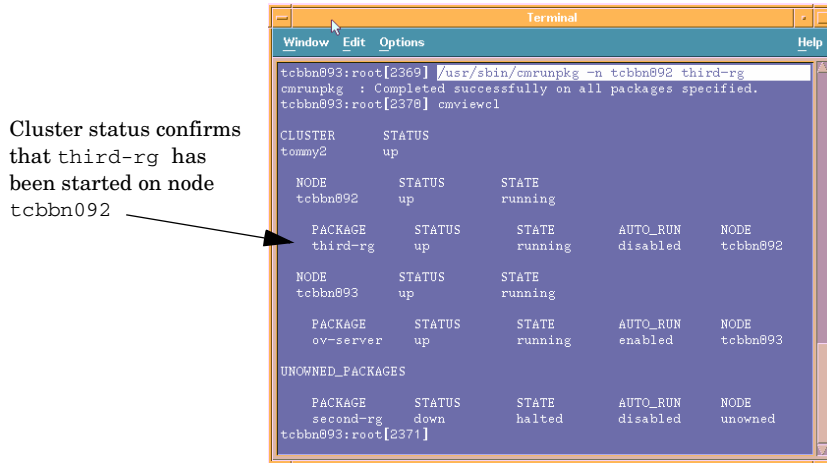 Terminal
Window Edit Options Help
tcbbn093:root[2369] /usr/sbin/cmrunpkg -n tcbbn092 third-rg
cmrunpkg : Completed successfully on all packages specified.
tcbbn093:root[2370] cmviewcl
CLUSTER STATUS
tommy2 up
NODE STATUS STATE
tcbbn092 up running
PACKAGE STATUS STATE AUTO_RUN NODE
third-rg up running disabled tcbbn092
NODE STATUS STATE
tcbbn093 up running
PACKAGE STATUS STATE AUTO_RUN NODE
ov-server up running enabled tcbbn093
UNOWNED_PACKAGES
PACKAGE STATUS STATE AUTO_RUN NODE
second-rg down halted disabled unowned
tcbbn093:root[2371]
Cluster status confirms
that third-rg has
been started on node
tcbbn092